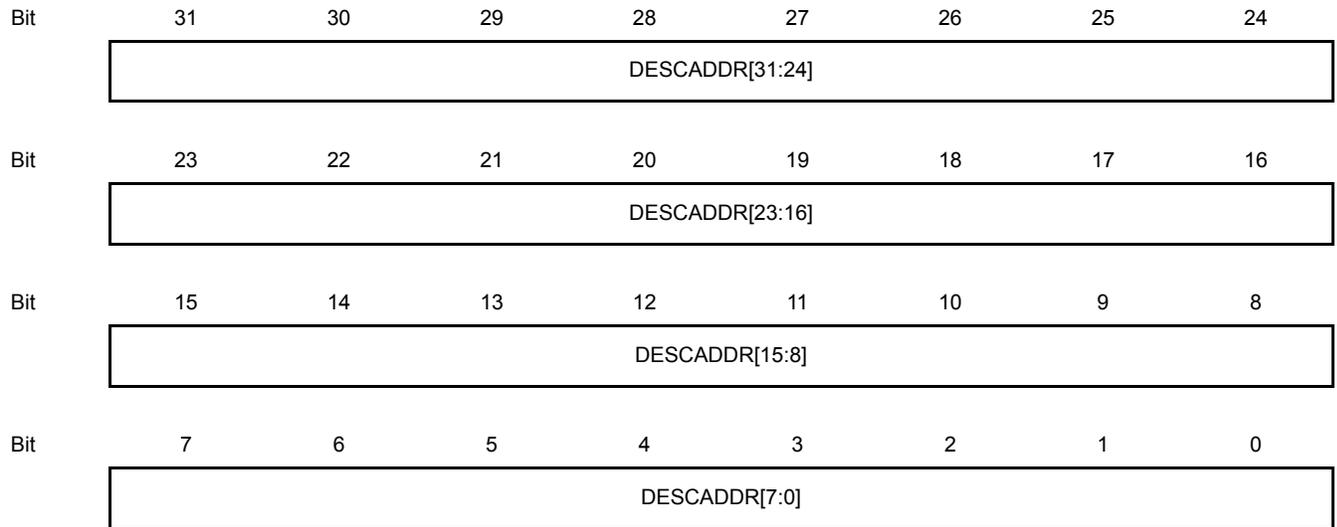 Bit 31 30 29 28 27 26 25 24
DESCADDR[31:24]
Bit 23 22 21 20 19 18 17 16
DESCADDR[23:16]
Bit 15 14 13 12 11 10 9 8
DESCADDR[15:8]
Bit 7 6 5 4 3 2 1 0
DESCADDR[7:0]